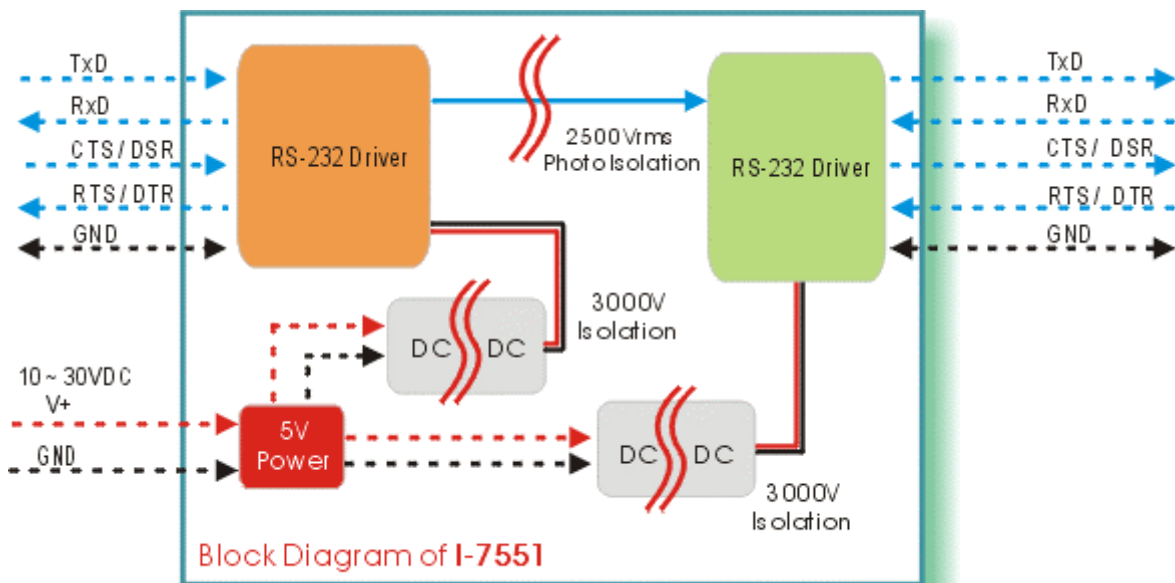 TxD
RxD
CTS / DSR
RTS / DTR
GND
RS-232 Driver
2500Vrms
Photo Isolation
RS-232 Driver
TxD
RxD
CTS / DSR
RTS / DTR
GND
DC DC
3000V
Isolation
10 ~ 30VDC
V+
GND
5V
Power
DC DC
3000V
Isolation
Block Diagram of I-7551